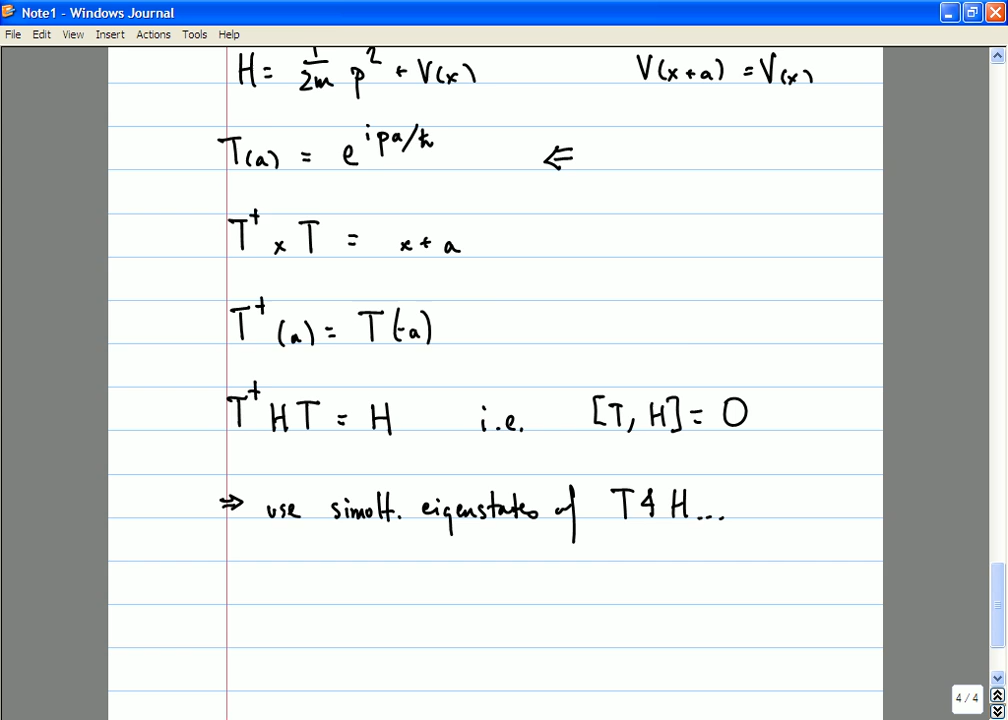 Note1 - Windows Journal
File Edit View Insert Actions Tools Help
H = 1/2m p² + V(x) V(x+a) = V(x)
T(a) = e^{ipa/ħ} ⇐
T† x T = x + a
T†(a) = T(-a)
T† H T = H i.e. [T, H] = 0
⇒ use simult. eigenstates of T & H...
4 / 4